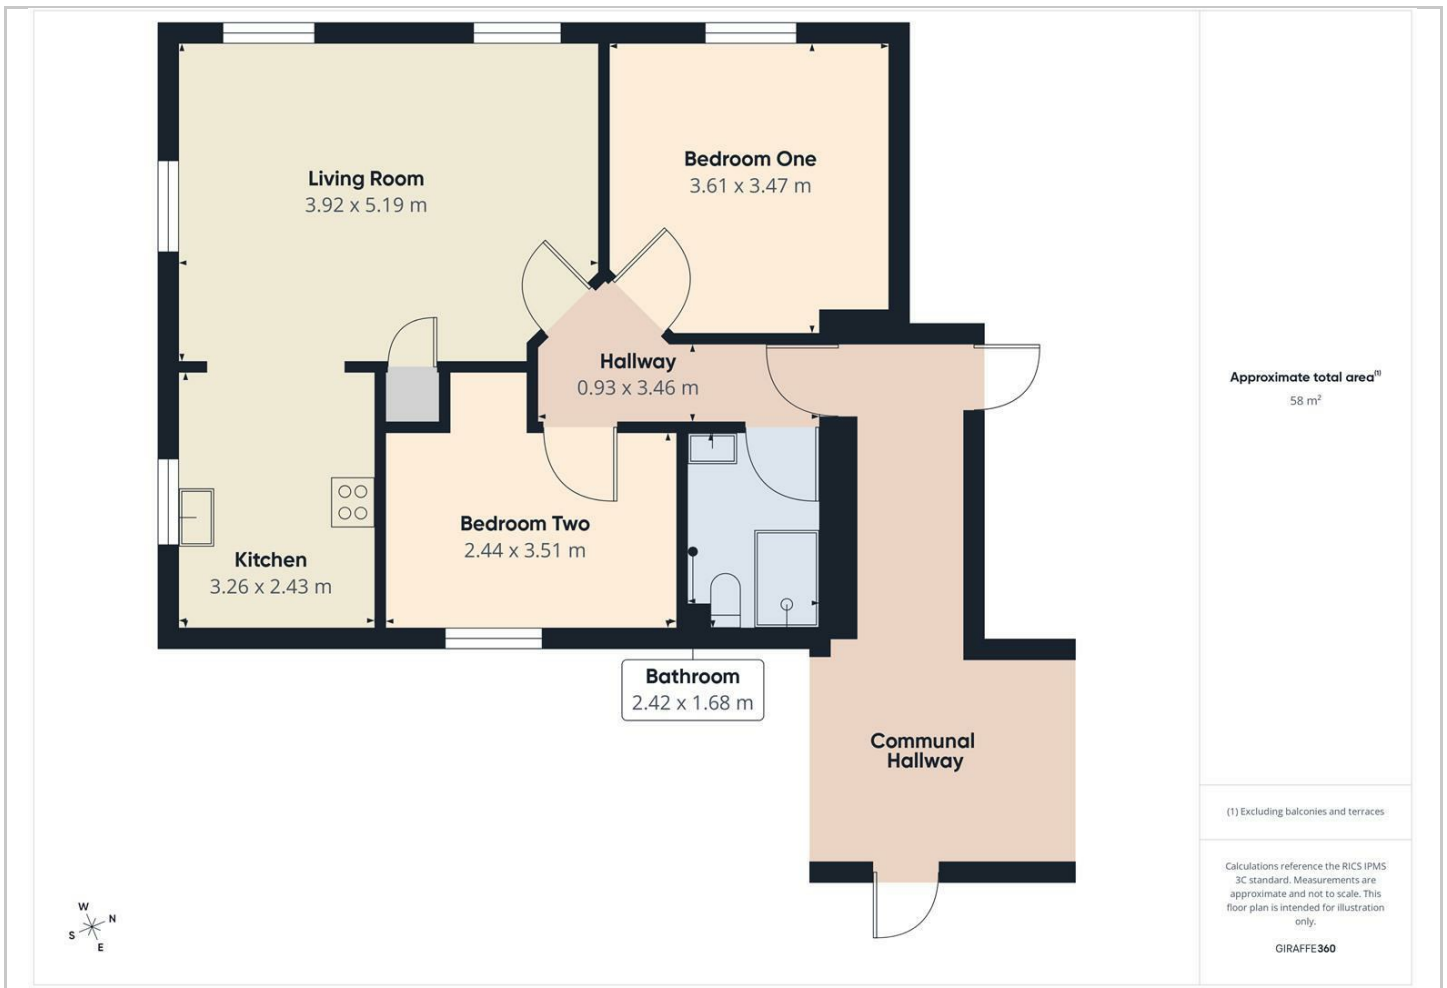 Living Room
3.92 x 5.19 m
Bedroom One
3.61 x 3.47 m
Hallway
0.93 x 3.46 m
Bedroom Two
2.44 x 3.51 m
Kitchen
3.26 x 2.43 m
Bathroom
2.42 x 1.68 m
Communal
Hallway
W
N
S
E
Approximate total area⁽¹⁾
58 m²
(1) Excluding balconies and terraces
Calculations reference the RICS IPMS
3C standard. Measurements are
approximate and not to scale. This
floor plan is intended for illustration
only.
GIRAFFE360